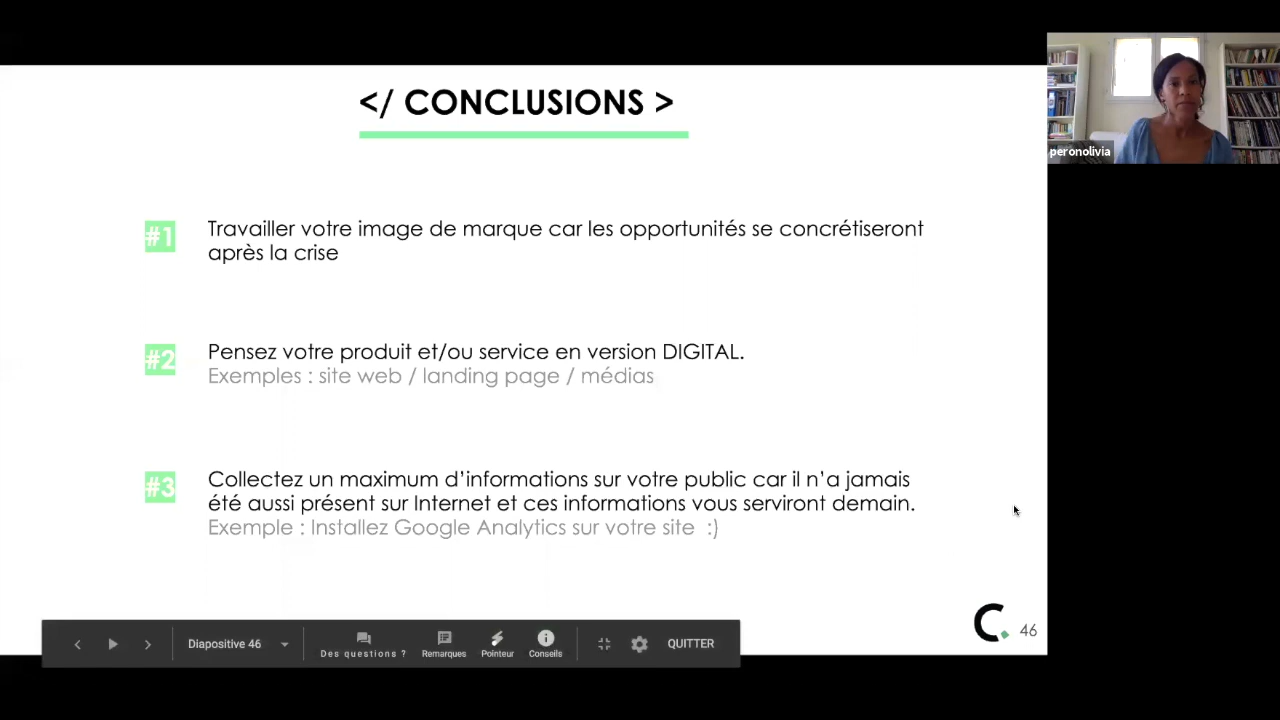 </ CONCLUSIONS >
peronolivia
#1
Travailler votre image de marque car les opportunités se concrétiseront
après la crise
#2
Pensez votre produit et/ou service en version DIGITAL.
Exemples : site web / landing page / médias
#3
Collectez un maximum d’informations sur votre public car il n’a jamais
été aussi présent sur Internet et ces informations vous serviront demain.
Exemple : Installez Google Analytics sur votre site :)
C.
46
Diapositive 46
Des questions ?
Remarques
Pointeur
Conseils
QUITTER